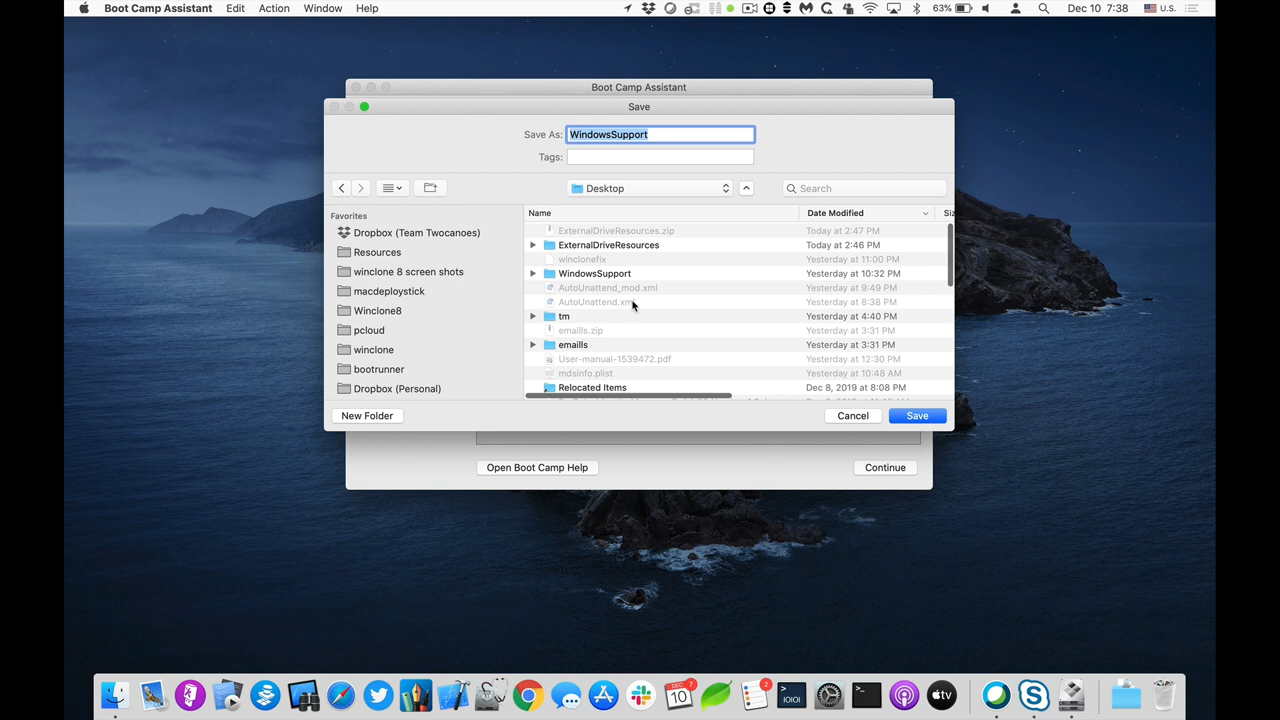 Boot Camp Assistant Edit Action Window Help 63% Dec 10 7:38 U.S.
Boot Camp Assistant
Save
Save As: WindowsSupport
Tags:
Desktop Search
Favorites
Dropbox (Team Twocanoes)
Resources
winclone 8 screen shots
macdeploystick
Winclone8
pcloud
winclone
bootrunner
Dropbox (Personal)
Name Date Modified Siz
ExternalDriveResources.zip Today at 2:47 PM
ExternalDriveResources Today at 2:46 PM
winclonefix Yesterday at 11:00 PM
WindowsSupport Yesterday at 10:32 PM
AutoUnattend_mod.xml Yesterday at 9:49 PM
AutoUnattend.xml Yesterday at 8:38 PM
tm Yesterday at 4:40 PM
emaills.zip Yesterday at 3:31 PM
emaills Yesterday at 3:31 PM
User-manual-1539472.pdf Yesterday at 12:30 PM
mdsinfo.plist Yesterday at 10:48 AM
Relocated Items Dec 8, 2019 at 8:08 PM
New Folder Cancel Save
Open Boot Camp Help Continue
DEC 7
10
2
1010
tv